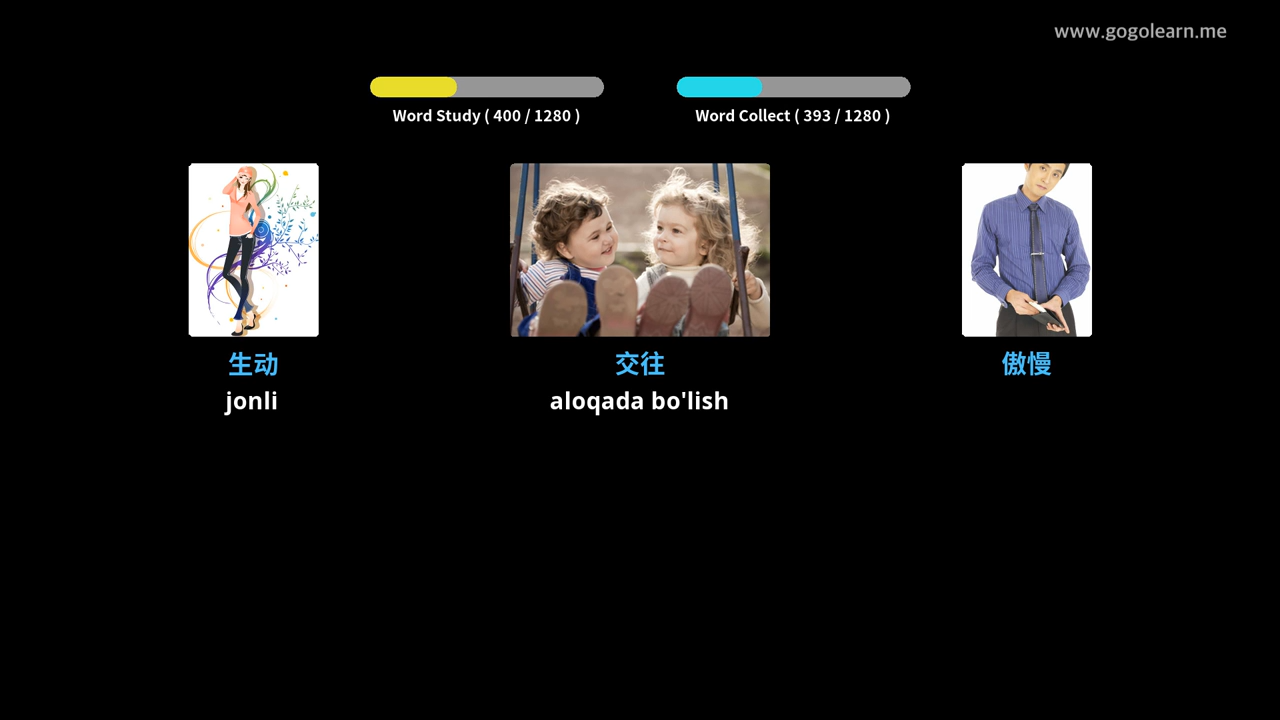 www.gogolearn.me
Word Study ( 400 / 1280 )
Word Collect ( 393 / 1280 )
生动
交往
傲慢
jonli
aloqada bo'lish